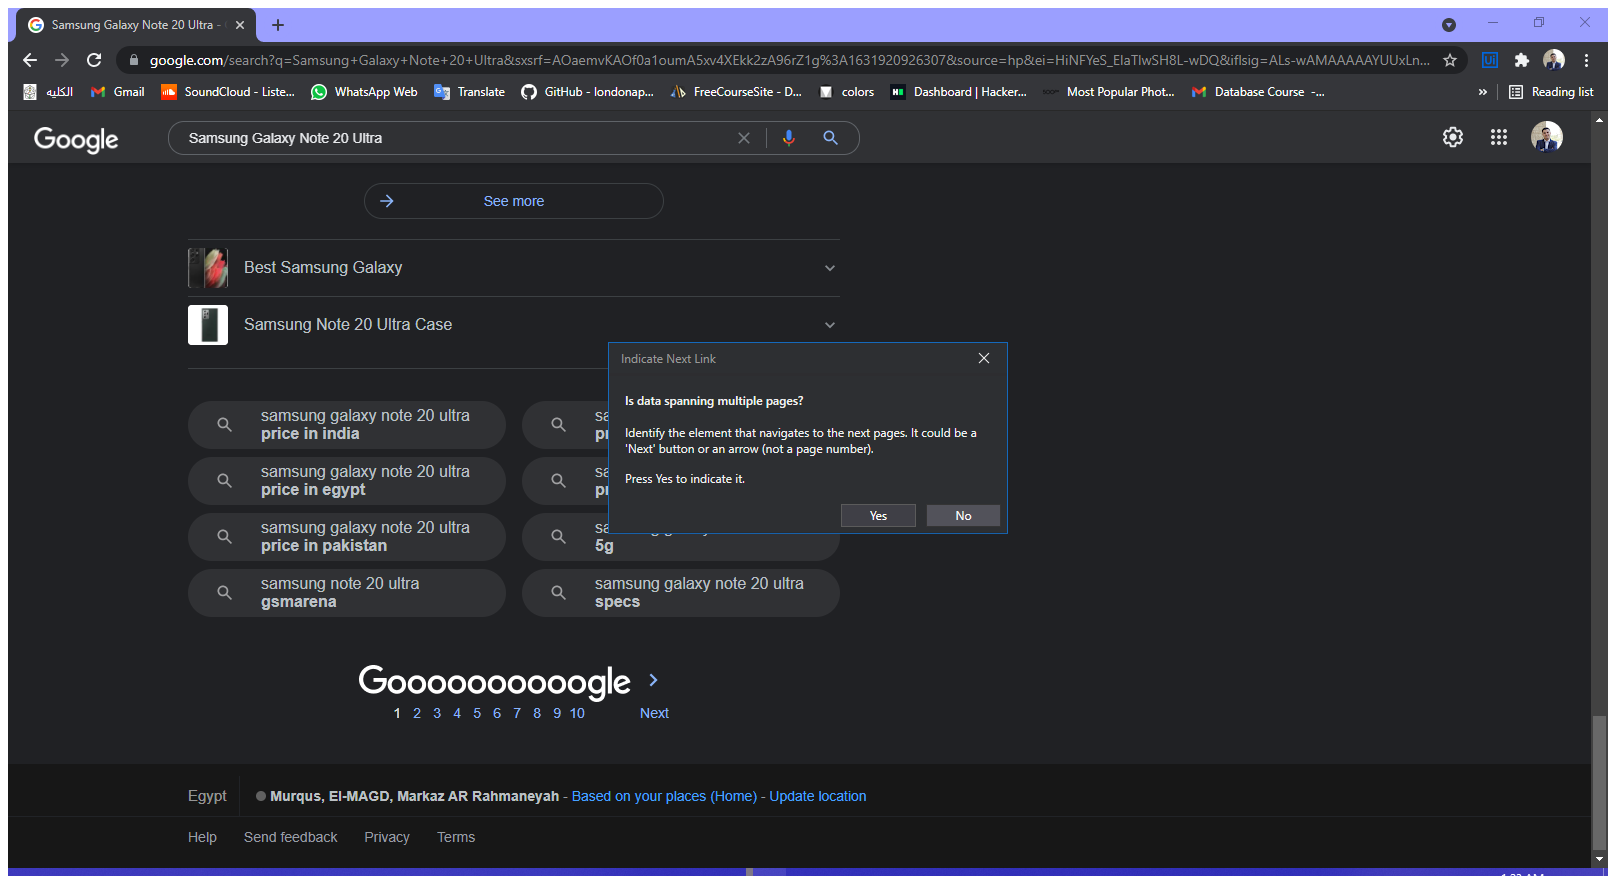 Samsung Galaxy Note 20 Ultra -
google.com/search?q=Samsung+Galaxy+Note+20+Ultra&sxsrf=AOaemvKAOf0a1oumA5xv4XEkk2zA96rZ1g%3A1631920926307&source=hp&ei=HiNFYeS_ElaTlwSH8L-wDQ&iflsig=ALs-wAMAAAAAYUUxLn...
الكليه
Gmail
SoundCloud - Liste...
WhatsApp Web
Translate
GitHub - londonap...
FreeCourseSite - D...
colors
Dashboard | Hacker...
Most Popular Phot...
Database Course -...
»
Reading list
Google
Samsung Galaxy Note 20 Ultra
See more
Best Samsung Galaxy
Samsung Note 20 Ultra Case
Indicate Next Link
Is data spanning multiple pages?
Identify the element that navigates to the next pages. It could be a
'Next' button or an arrow (not a page number).
Press Yes to indicate it.
Yes
No
samsung galaxy note 20 ultra
price in india
samsung galaxy note 20 ultra
price in egypt
samsung galaxy note 20 ultra
price in pakistan
5g
samsung note 20 ultra
gsmarena
samsung galaxy note 20 ultra
specs
Goooooooooogle
1 2 3 4 5 6 7 8 9 10 Next
Egypt
Murqus, El-MAGD, Markaz AR Rahmaneyah - Based on your places (Home) - Update location
Help Send feedback Privacy Terms